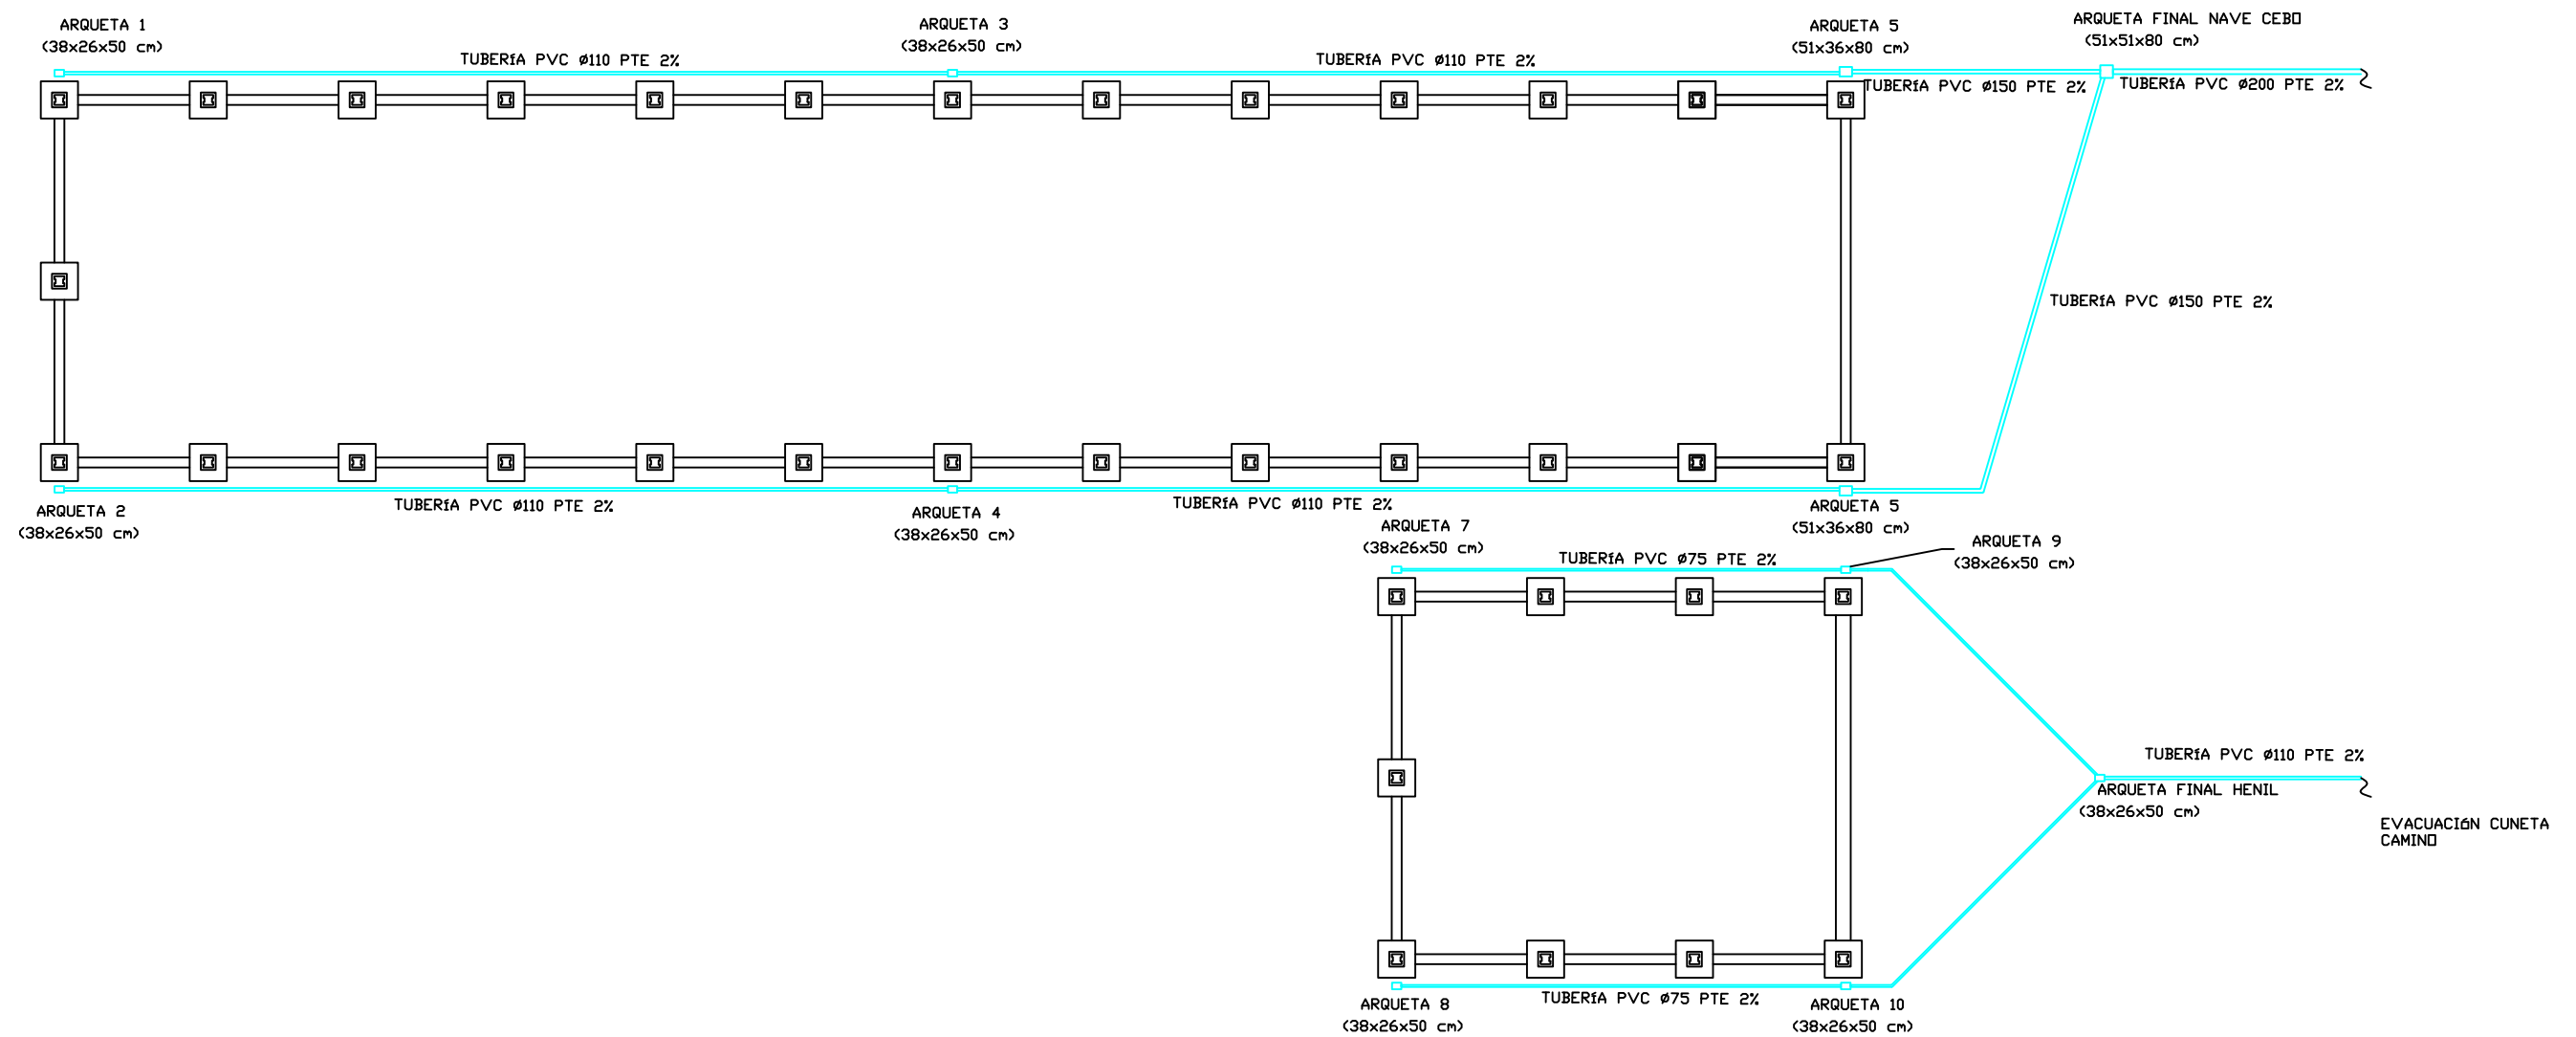 ARQUETA 1
(38x26x50 cm)
TUBERÍA PVC Ø110 PTE 2%
ARQUETA 3
(38x26x50 cm)
TUBERÍA PVC Ø110 PTE 2%
ARQUETA 5
(51x36x80 cm)
ARQUETA FINAL NAVE CEBO
(51x51x80 cm)
TUBERÍA PVC Ø150 PTE 2%
TUBERÍA PVC Ø200 PTE 2%
TUBERÍA PVC Ø150 PTE 2%
ARQUETA 2
(38x26x50 cm)
TUBERÍA PVC Ø110 PTE 2%
ARQUETA 4
(38x26x50 cm)
TUBERÍA PVC Ø110 PTE 2%
ARQUETA 5
(51x36x80 cm)
ARQUETA 7
(38x26x50 cm)
TUBERÍA PVC Ø75 PTE 2%
ARQUETA 9
(38x26x50 cm)
TUBERÍA PVC Ø110 PTE 2%
ARQUETA FINAL HENIL
(38x26x50 cm)
EVACUACIÓN CUNETA
CAMINO
TUBERÍA PVC Ø75 PTE 2%
ARQUETA 8
(38x26x50 cm)
ARQUETA 10
(38x26x50 cm)